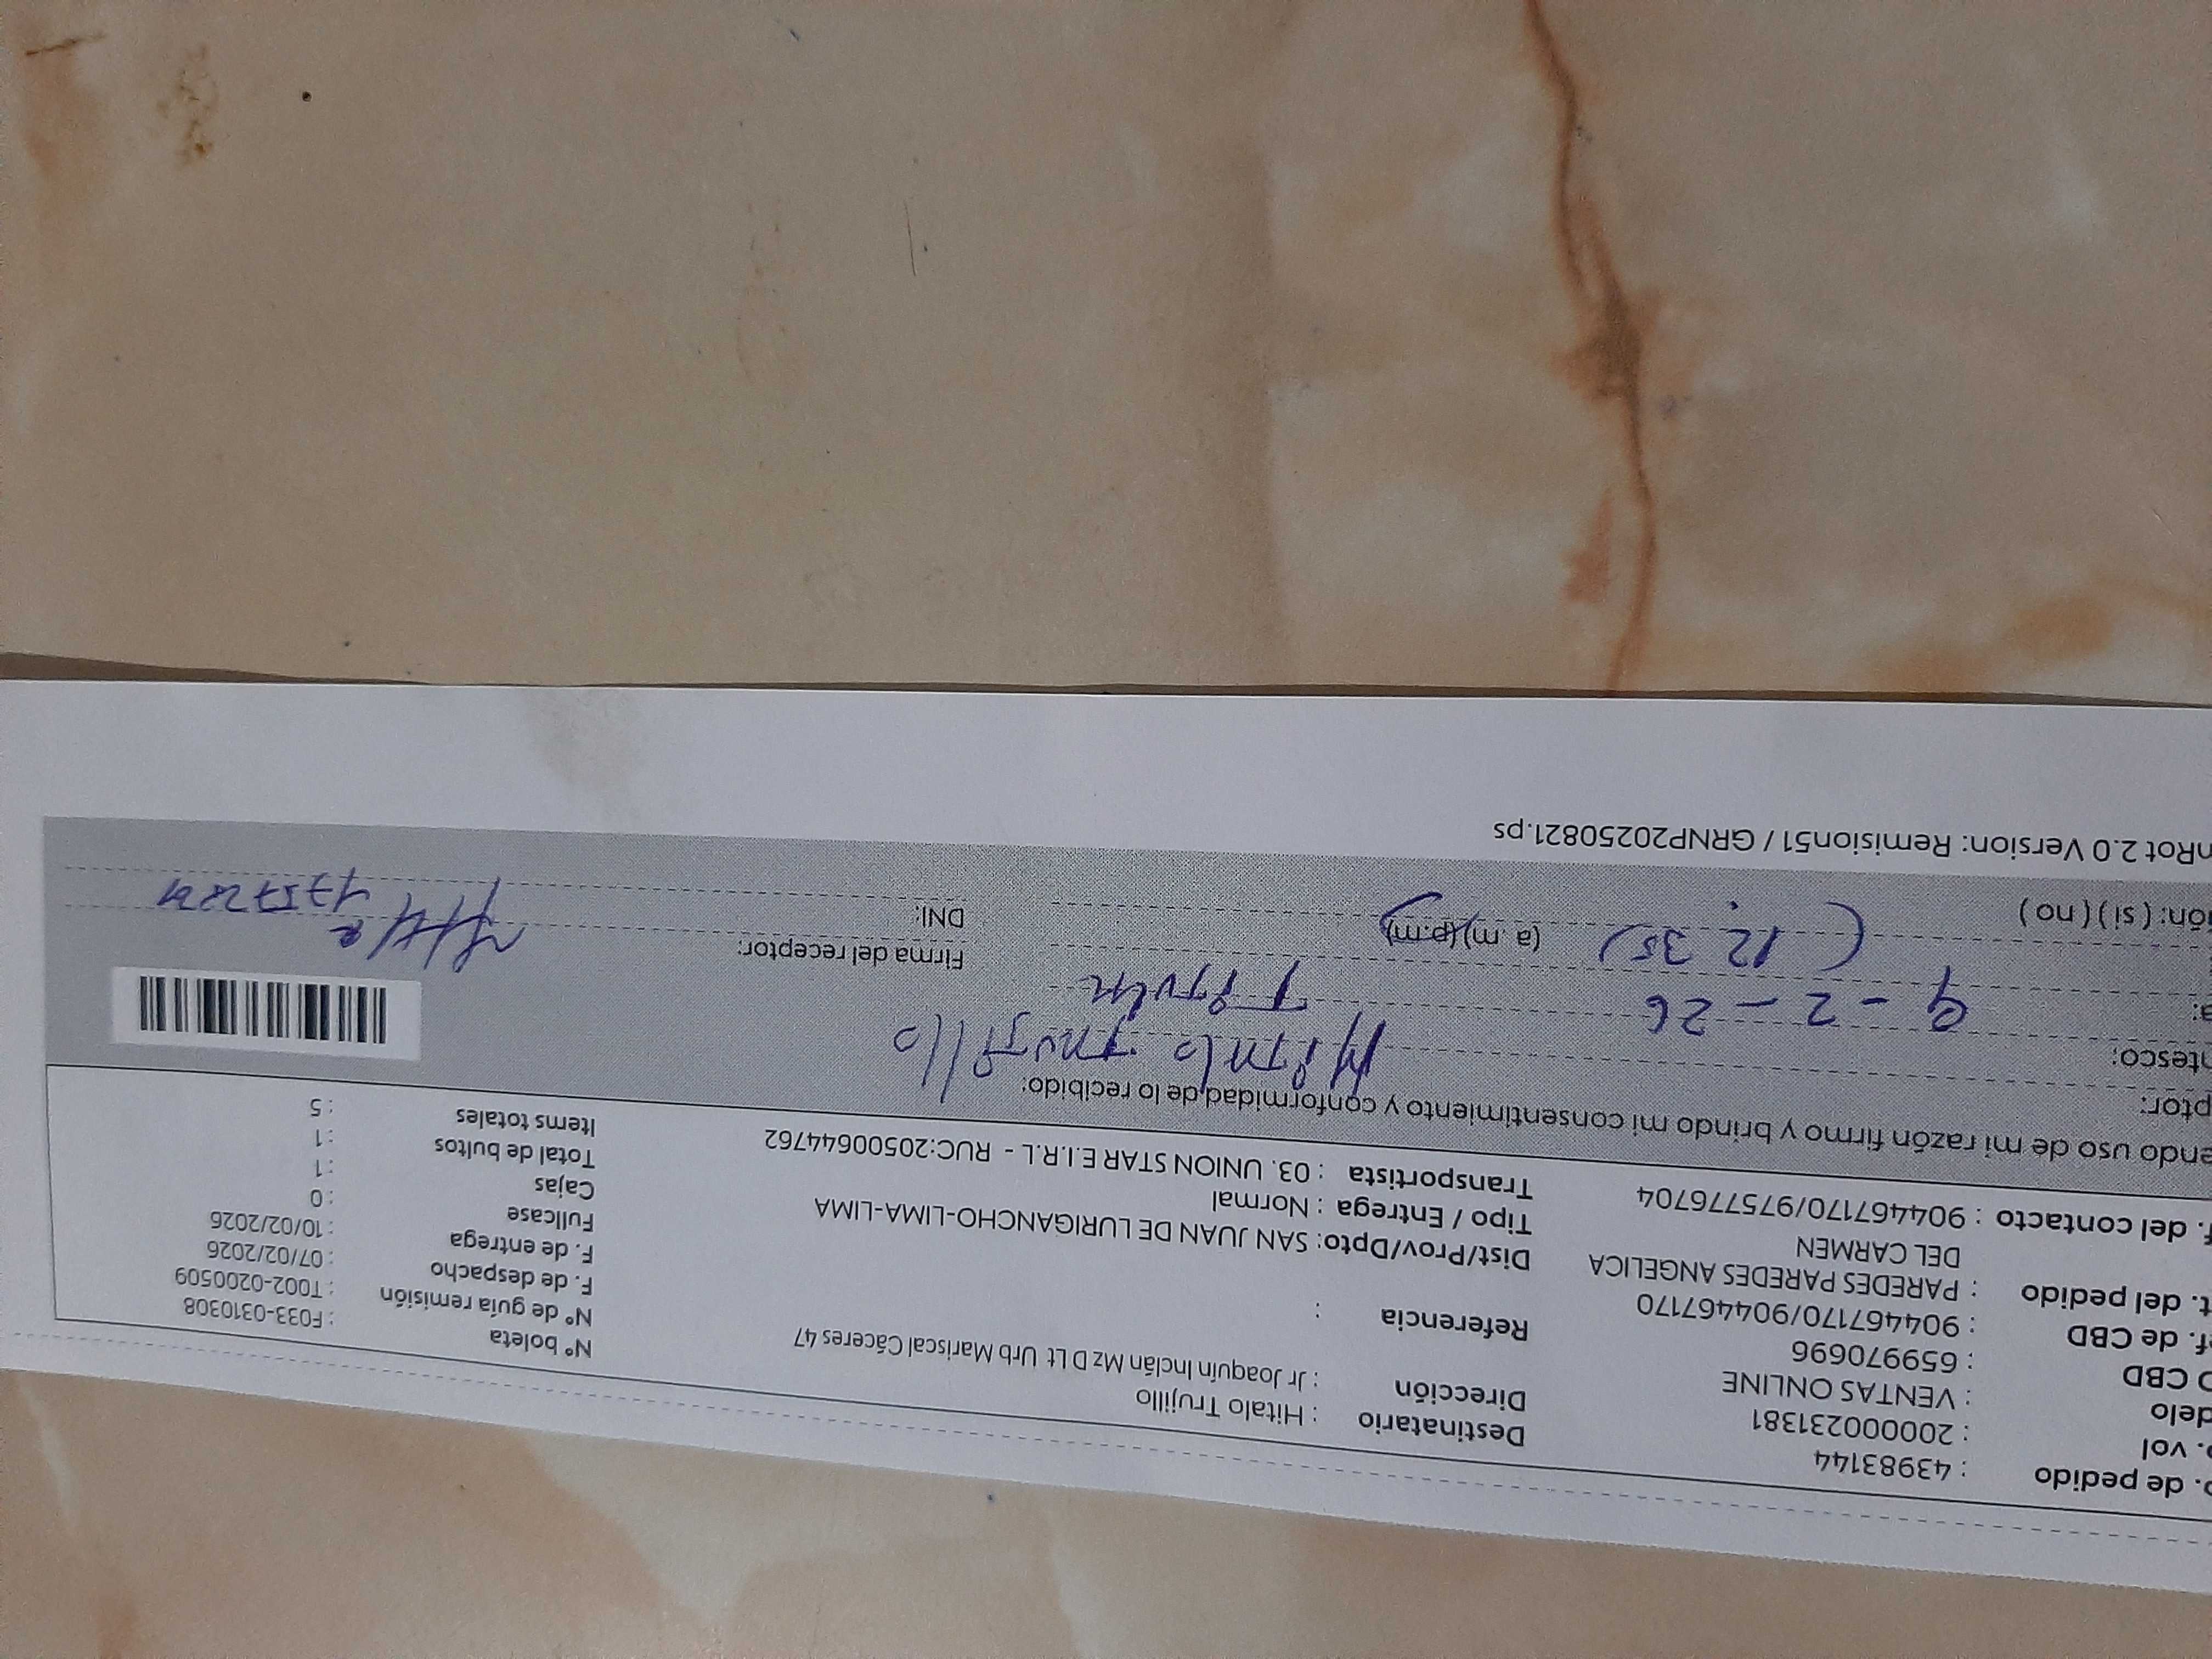 o. de pedido : 43983144
o. vol : 200000231381
delo : VENTAS ONLINE
O CBD : 659970696
ef. de CBD : 904467170/904467170
t. del pedido : PAREDES PAREDES ANGELICA
DEL CARMEN
f. del contacto : 904467170/975776704
Destinatario : Hitalo Trujillo
Dirección : Jr Joaquín Inclán Mz D Lt Urb Mariscal Cáceres 47
Referencia :
Dist/Prov/Dpto: SAN JUAN DE LURIGANCHO-LIMA-LIMA
Tipo / Entrega : Normal
Transportista : 03. UNION STAR E.I.R.L - RUC:20500644762
Nº boleta : F033-0310308
Nº de guía remisión : T002-0200509
F. de despacho : 07/02/2026
F. de entrega : 10/02/2026
Fullcase : 0
Cajas : 1
Total de bultos : 1
Items totales : 5
endo uso de mi razón firmo y brindo mi consentimiento y conformidad de lo recibido:
ptor: Hitalo Trujillo
ntesco:
a: 9-2-26
(12 35) (a.m)(p.m)
ión: ( si ) ( no )
Firma del receptor:
DNI:
nRot 2.0 Version: Remision51 / GRNP20250821.ps